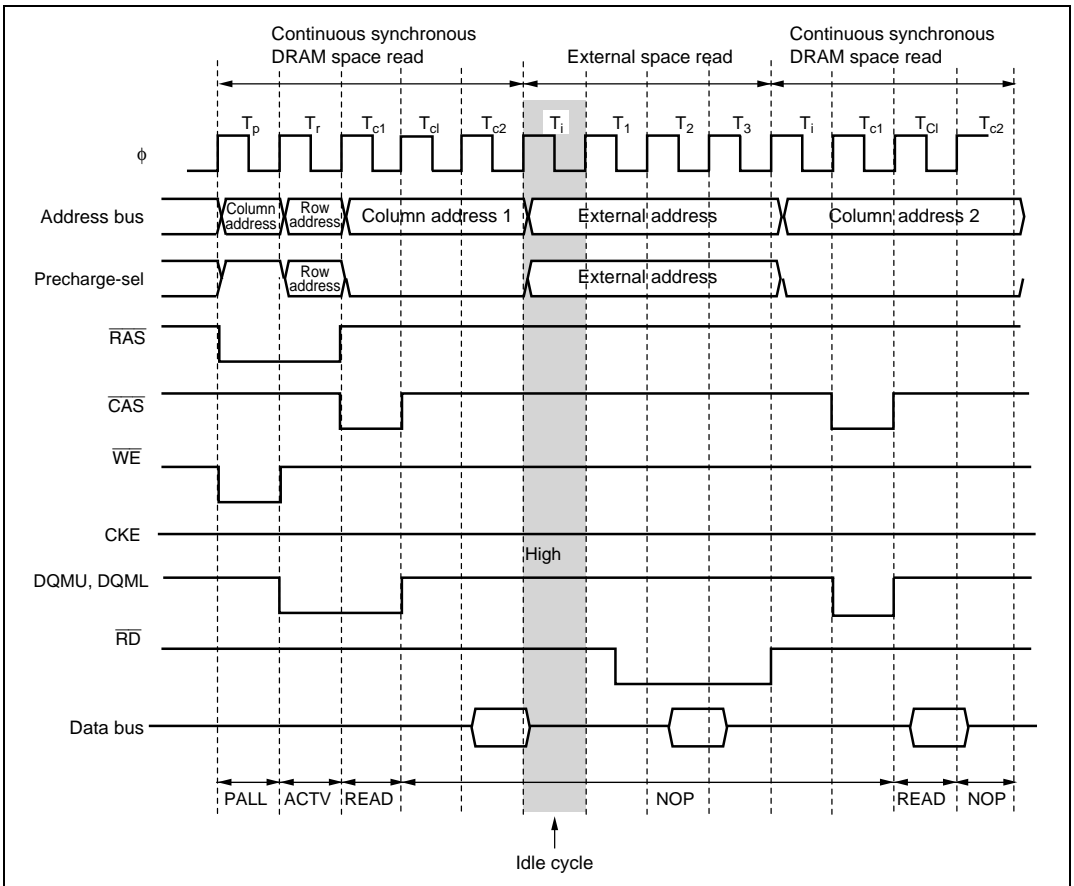 Continuous synchronous
DRAM space read
External space read
Continuous synchronous
DRAM space read
Tp Tr Tc1 Tcl Tc2 Ti T1 T2 T3 Ti Tc1 TCl Tc2
ϕ
Address bus
Column
address
Row
address
Column address 1
External address
Column address 2
Precharge-sel
Row
address
External address
RAS
CAS
WE
CKE
High
DQMU, DQML
RD
Data bus
PALL ACTV READ NOP READ NOP
Idle cycle